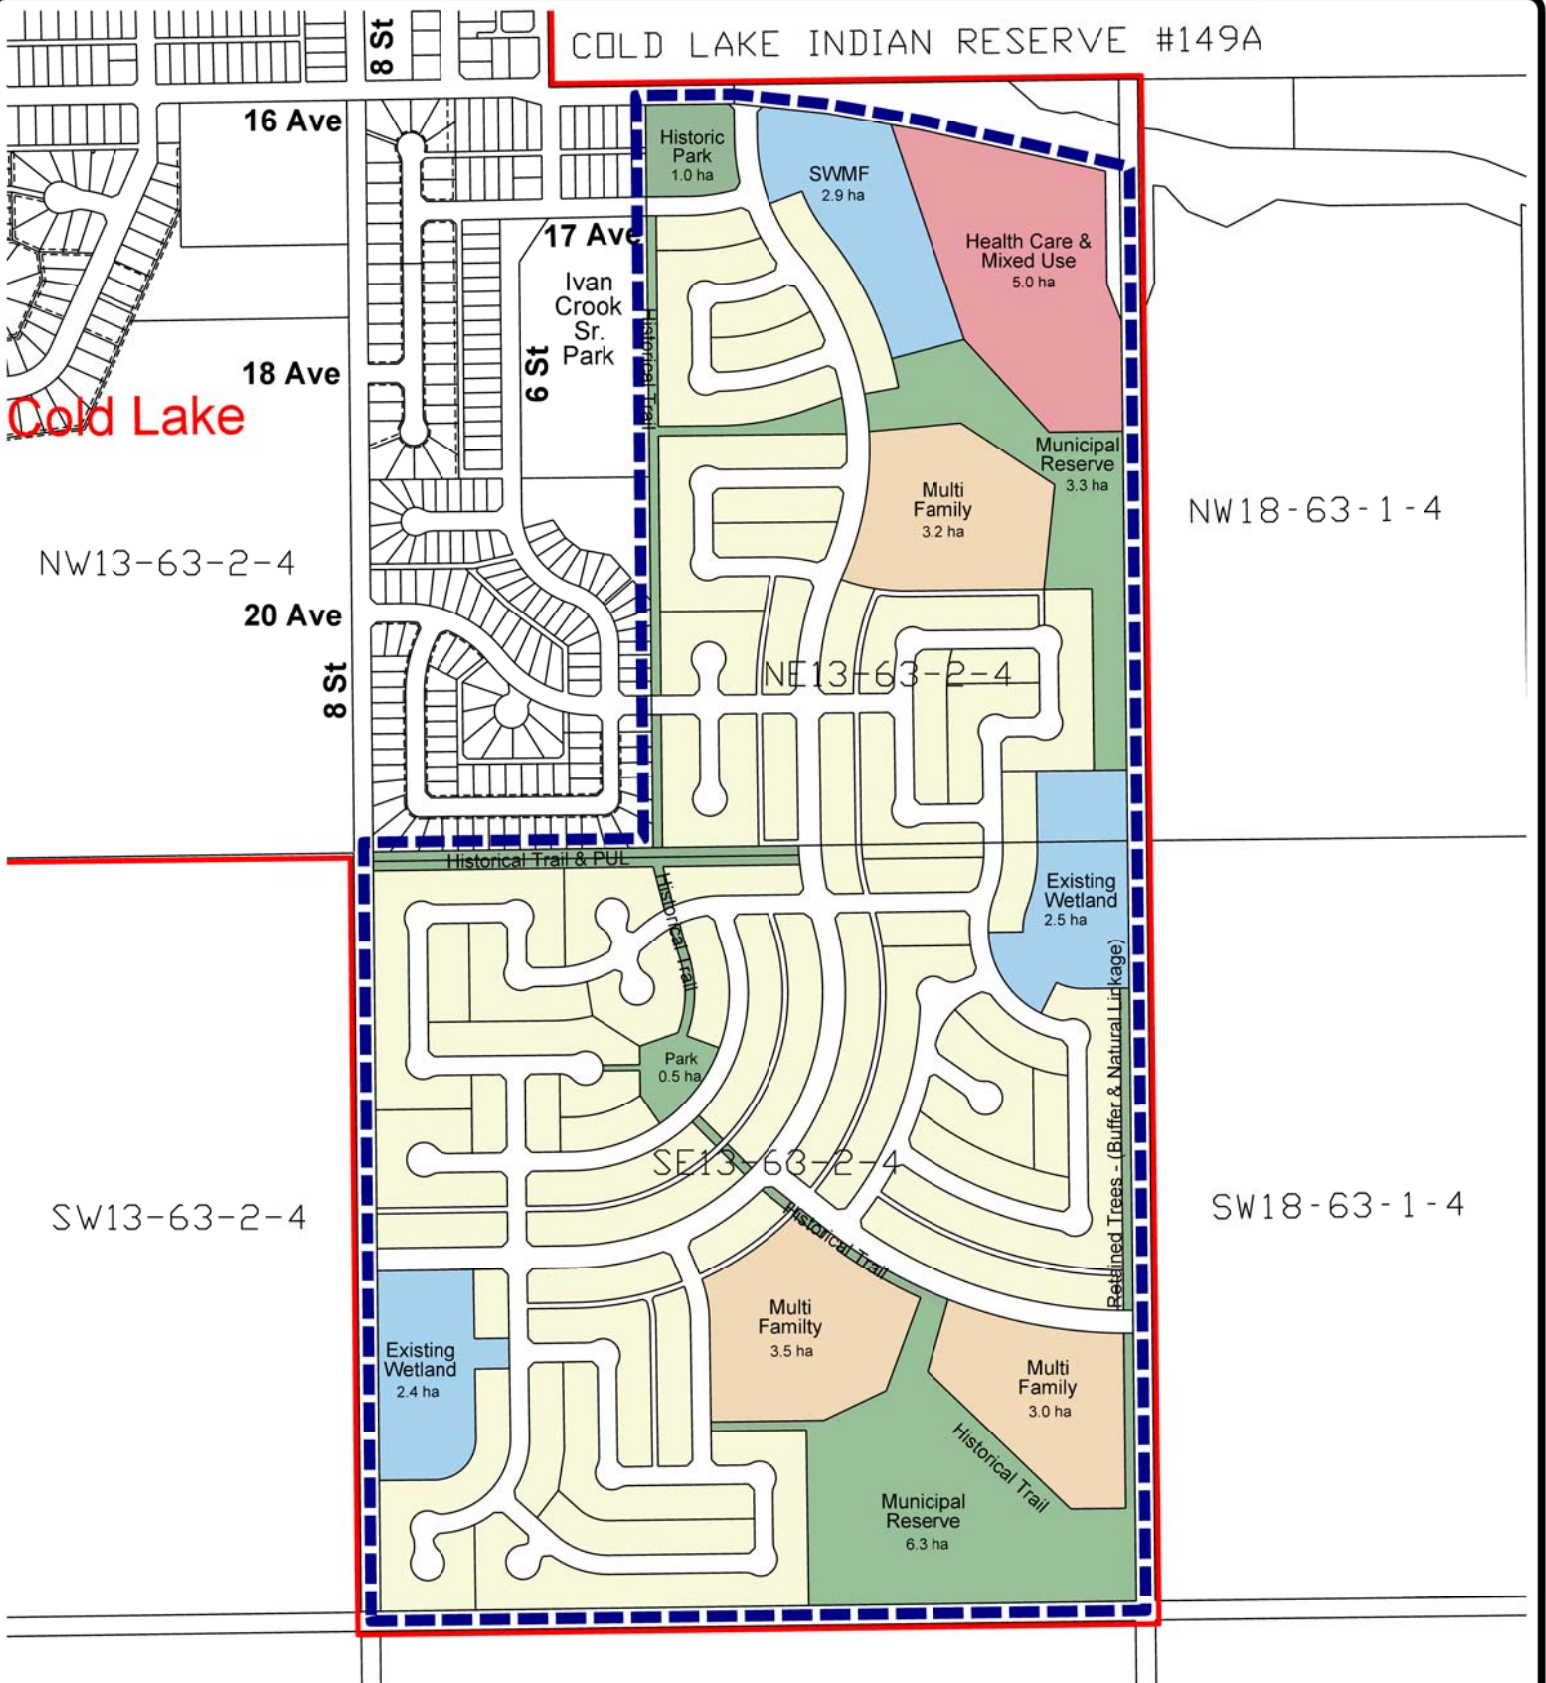 COLD LAKE INDIAN RESERVE #149A
8 St
16 Ave
Historic
Park
1.0 ha
SWMF
2.9 ha
17 Ave
Health Care &
Mixed Use
5.0 ha
Ivan
Crook
Sr.
Park
6 St
Historical Trail
18 Ave
Cold Lake
Municipal
Reserve
3.3 ha
Multi
Family
3.2 ha
NW18-63-1-4
NW13-63-2-4
20 Ave
8 St
NE13-63-2-4
Historical Trail & PUL
Historical Trail
Existing
Wetland
2.5 ha
Retained Trees - (Buffer & Natural Linkage)
Park
0.5 ha
SE13-63-2-4
SW13-63-2-4
SW18-63-1-4
Historical Trail
Multi
Familty
3.5 ha
Existing
Wetland
2.4 ha
Multi
Family
3.0 ha
Historical Trail
Municipal
Reserve
6.3 ha